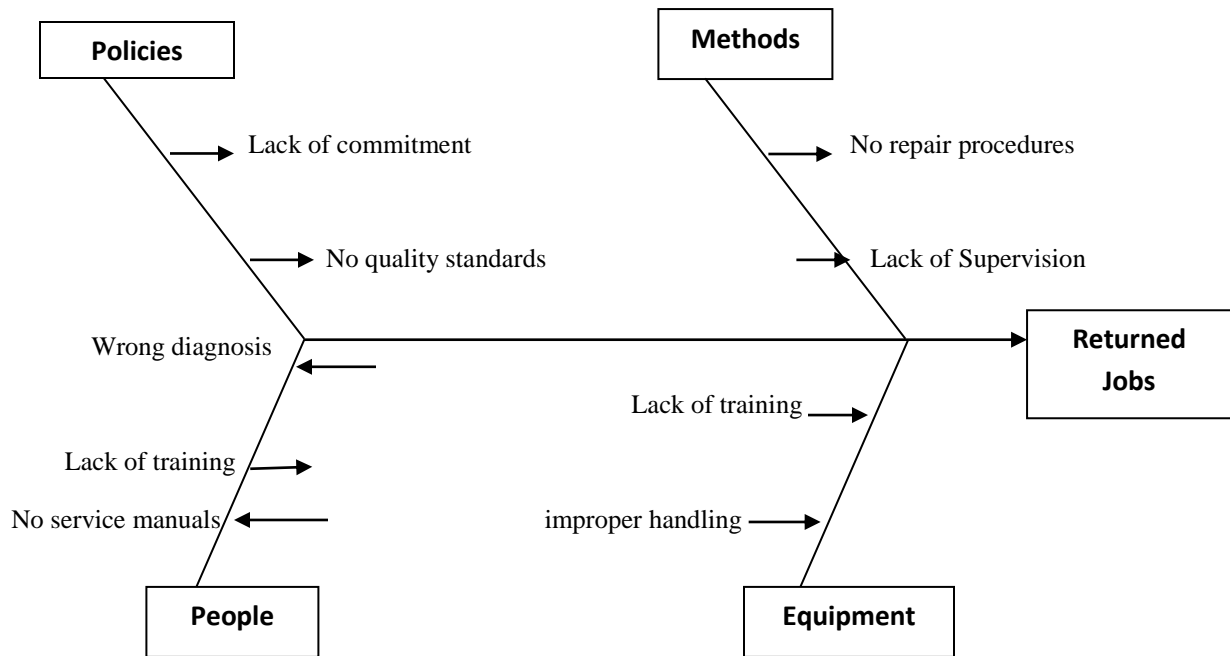 Policies
Methods
Lack of commitment
No repair procedures
No quality standards
Lack of Supervision
Wrong diagnosis
Returned
Jobs
Lack of training
Lack of training
No service manuals
improper handling
People
Equipment